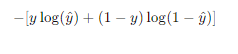 −[y log(ŷ) + (1 − y) log(1 − ŷ)]